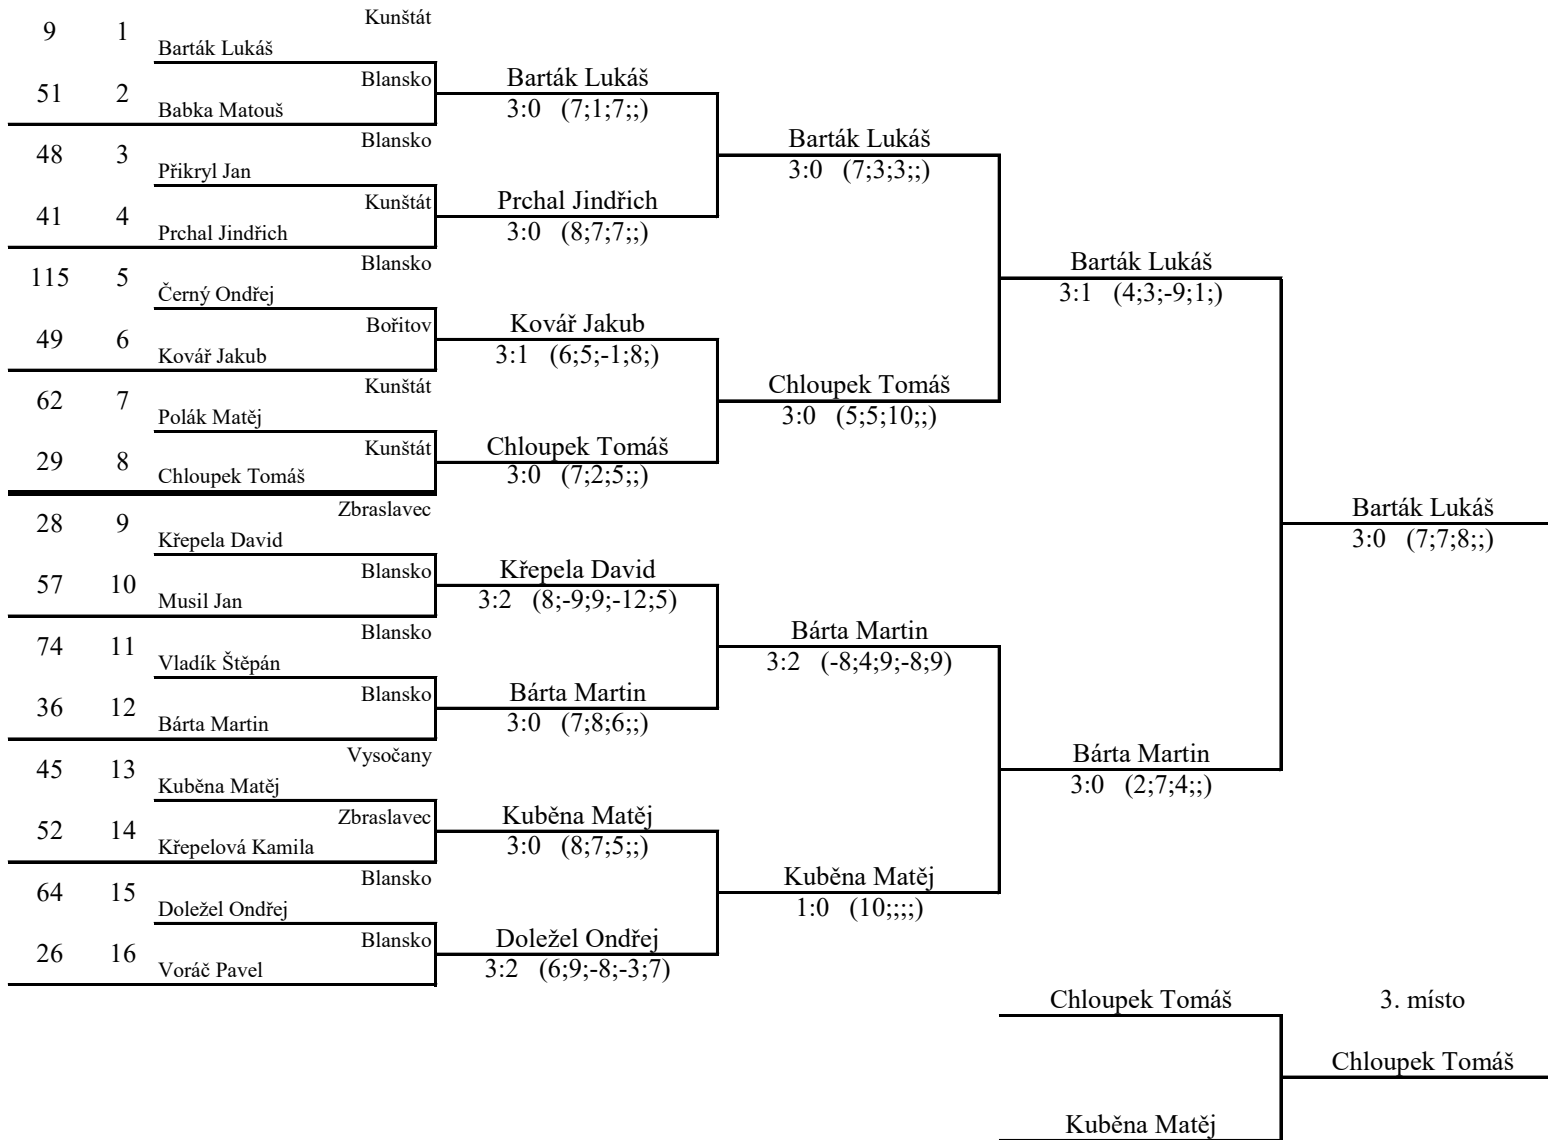 Kunštát
9 1
Barták Lukáš
Blansko Barták Lukáš
51 2
Babka Matouš 3:0 (7;1;7;;)
Blansko Barták Lukáš
48 3
Přikryl Jan 3:0 (7;3;3;;)
Kunštát Prchal Jindřich
41 4
Prchal Jindřich 3:0 (8;7;7;;)
Blansko Barták Lukáš
115 5
Černý Ondřej 3:1 (4;3;-9;1;)
Bořitov Kovář Jakub
49 6
Kovář Jakub 3:1 (6;5;-1;8;)
Kunštát Chloupek Tomáš
62 7
Polák Matěj 3:0 (5;5;10;;)
Kunštát Chloupek Tomáš
29 8
Chloupek Tomáš 3:0 (7;2;5;;)
Zbraslavec Barták Lukáš
28 9
Křepela David 3:0 (7;7;8;;)
Blansko Křepela David
57 10
Musil Jan 3:2 (8;-9;9;-12;5)
Blansko Bárta Martin
74 11
Vladík Štěpán 3:2 (-8;4;9;-8;9)
Blansko Bárta Martin
36 12
Bárta Martin 3:0 (7;8;6;;)
Vysočany Bárta Martin
45 13
Kuběna Matěj 3:0 (2;7;4;;)
Zbraslavec Kuběna Matěj
52 14
Křepelová Kamila 3:0 (8;7;5;;)
Blansko Kuběna Matěj
64 15
Doležel Ondřej 1:0 (10;;;;)
Blansko Doležel Ondřej
26 16
Voráč Pavel 3:2 (6;9;-8;-3;7)
Chloupek Tomáš 3. místo
Chloupek Tomáš
Kuběna Matěj